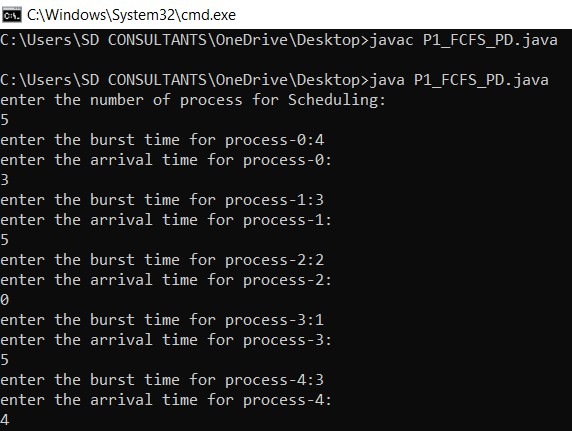 C:\Windows\System32\cmd.exe
C:\Users\SD CONSULTANTS\OneDrive\Desktop>javac P1_FCFS_PD.java
C:\Users\SD CONSULTANTS\OneDrive\Desktop>java P1_FCFS_PD.java
enter the number of process for Scheduling:
5
enter the burst time for process-0:4
enter the arrival time for process-0:
3
enter the burst time for process-1:3
enter the arrival time for process-1:
5
enter the burst time for process-2:2
enter the arrival time for process-2:
0
enter the burst time for process-3:1
enter the arrival time for process-3:
5
enter the burst time for process-4:3
enter the arrival time for process-4:
4